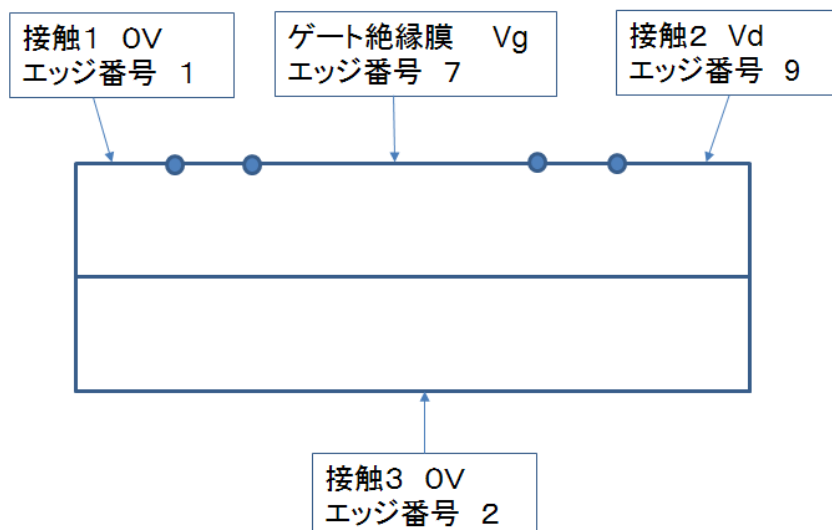 接触1 0V
エッジ番号 1
ゲート絶縁膜 Vg
エッジ番号 7
接触2 Vd
エッジ番号 9
接触3 0V
エッジ番号 2